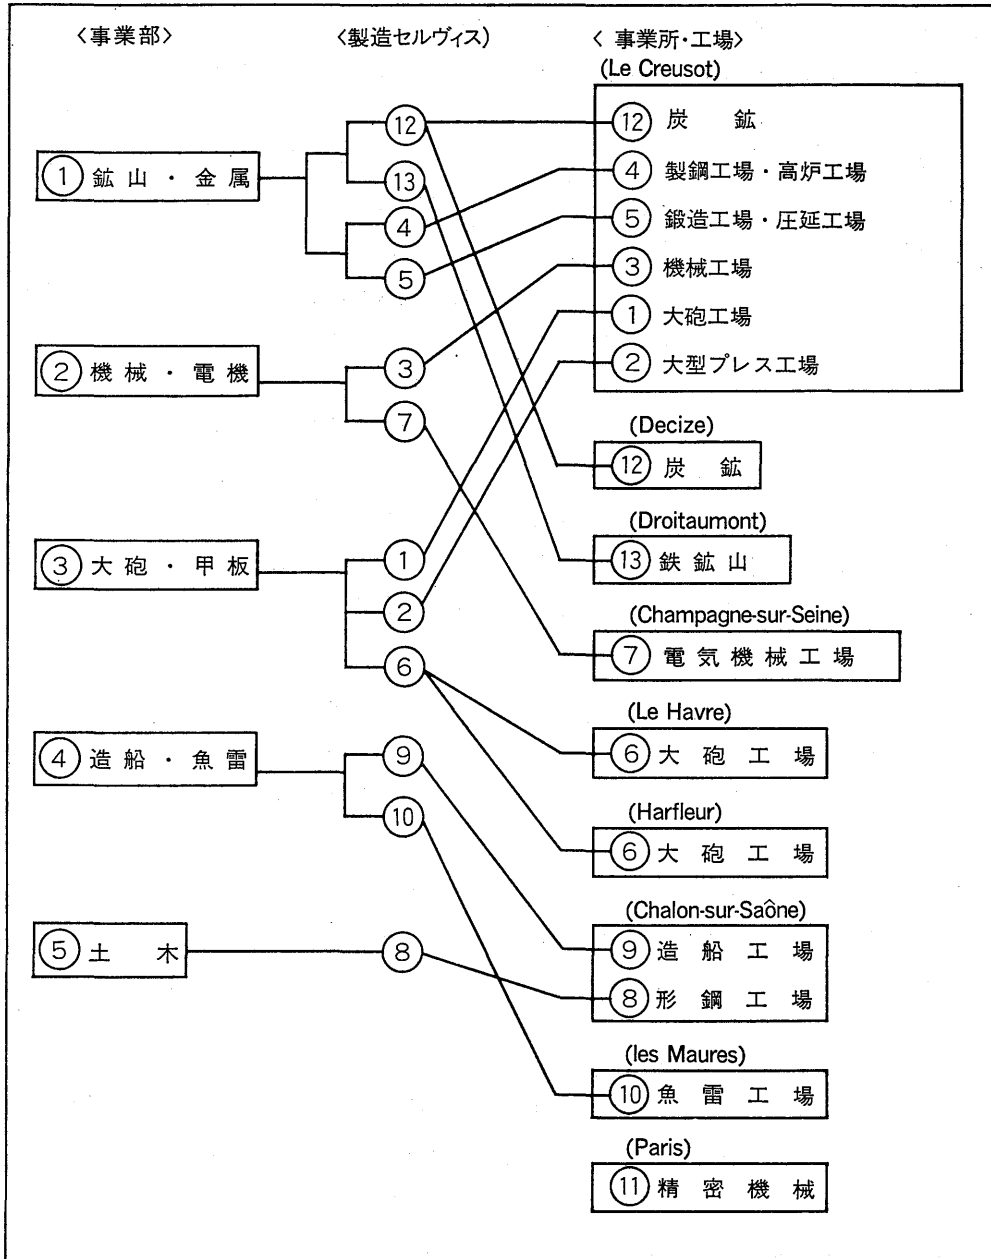 〈事業部〉
〈製造セルヴィス)
〈 事業所・工場〉
(Le Creusot)
① 鉱山・金属
② 機械・電機
③ 大砲・甲板
④ 造船・魚雷
⑤ 土木
⑫
⑬
④
⑤
③
⑦
①
②
⑥
⑨
⑩
⑧
⑫ 炭鉱
④ 製鋼工場・高炉工場
⑤ 鍛造工場・圧延工場
③ 機械工場
① 大砲工場
② 大型プレス工場
(Decize)
⑫ 炭鉱
(Droitaumont)
⑬ 鉄鉱山
(Champagne-sur-Seine)
⑦ 電気機械工場
(Le Havre)
⑥ 大砲工場
(Harfleur)
⑥ 大砲工場
(Chalon-sur-Saône)
⑨ 造船工場
⑧ 形鋼工場
(les Maures)
⑩ 魚雷工場
(Paris)
⑪ 精密機械